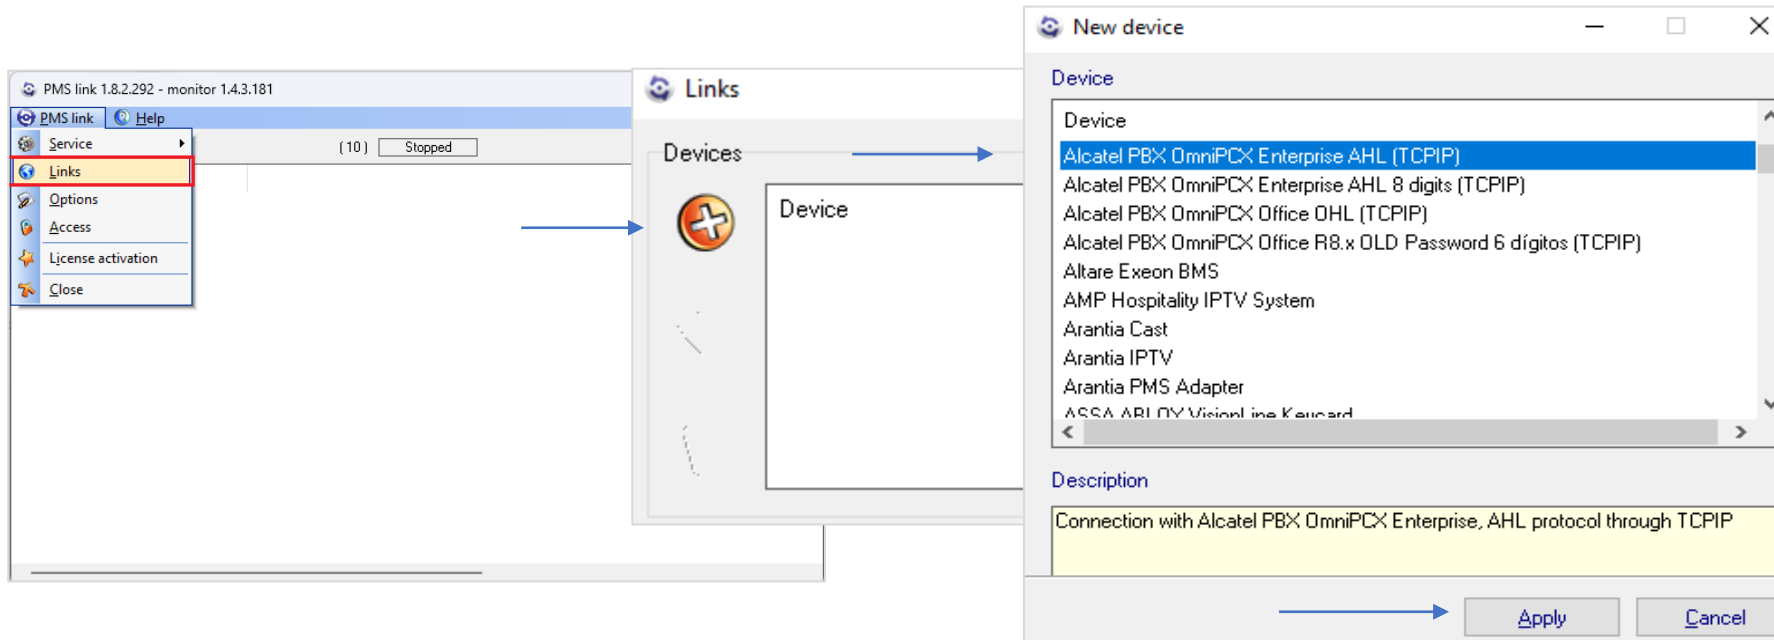 PMS link 1.8.2.292 - monitor 1.4.3.181
PMS link Help
Service
(10) Stopped
Links
Options
Access
License activation
Close
Links
Devices
Device
New device
Device
Device
Alcatel PBX OmniPCX Enterprise AHL (TCPIP)
Alcatel PBX OmniPCX Enterprise AHL 8 digits (TCPIP)
Alcatel PBX OmniPCX Office OHL (TCPIP)
Alcatel PBX OmniPCX Office R8.x OLD Password 6 dígitos (TCPIP)
Altare Exeon BMS
AMP Hospitality IPTV System
Arantia Cast
Arantia IPTV
Arantia PMS Adapter
ASSA ABLOY VisionLine Keycard
Description
Connection with Alcatel PBX OmniPCX Enterprise, AHL protocol through TCPIP
Apply Cancel